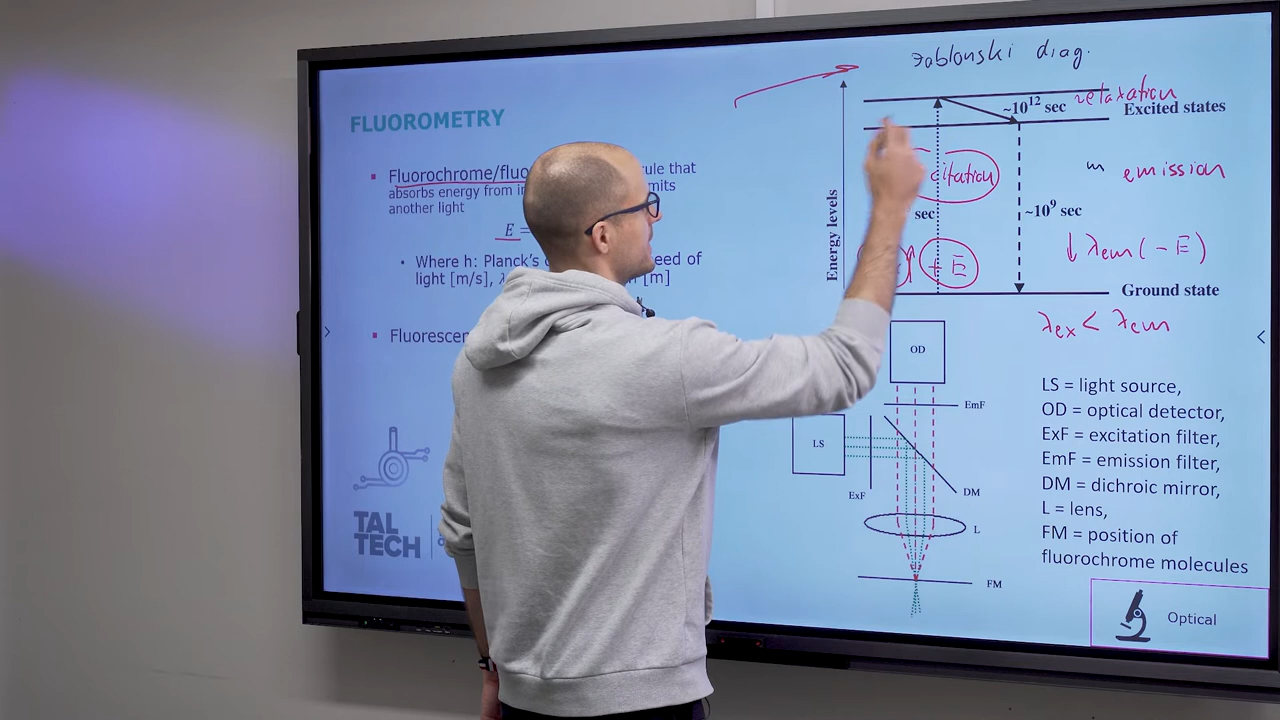 FLUOROMETRY
Fluorochrome/fluo
rule that
absorbs energy from in
mits
another light
E =
Where h: Planck's
eed of
light [m/s], λ
[m]
Fluorescen
TAL
TECH
Jablonski diag.
~10¹² sec
relaxation
Excited states
citation
emission
sec
~10⁹ sec
Energy levels
↑ + E
↓ λem (- E)
Ground state
λex < λem
OD
EmF
LS
ExF
DM
L
FM
LS = light source,
OD = optical detector,
ExF = excitation filter,
EmF = emission filter,
DM = dichroic mirror,
L = lens,
FM = position of
fluorochrome molecules
Optical